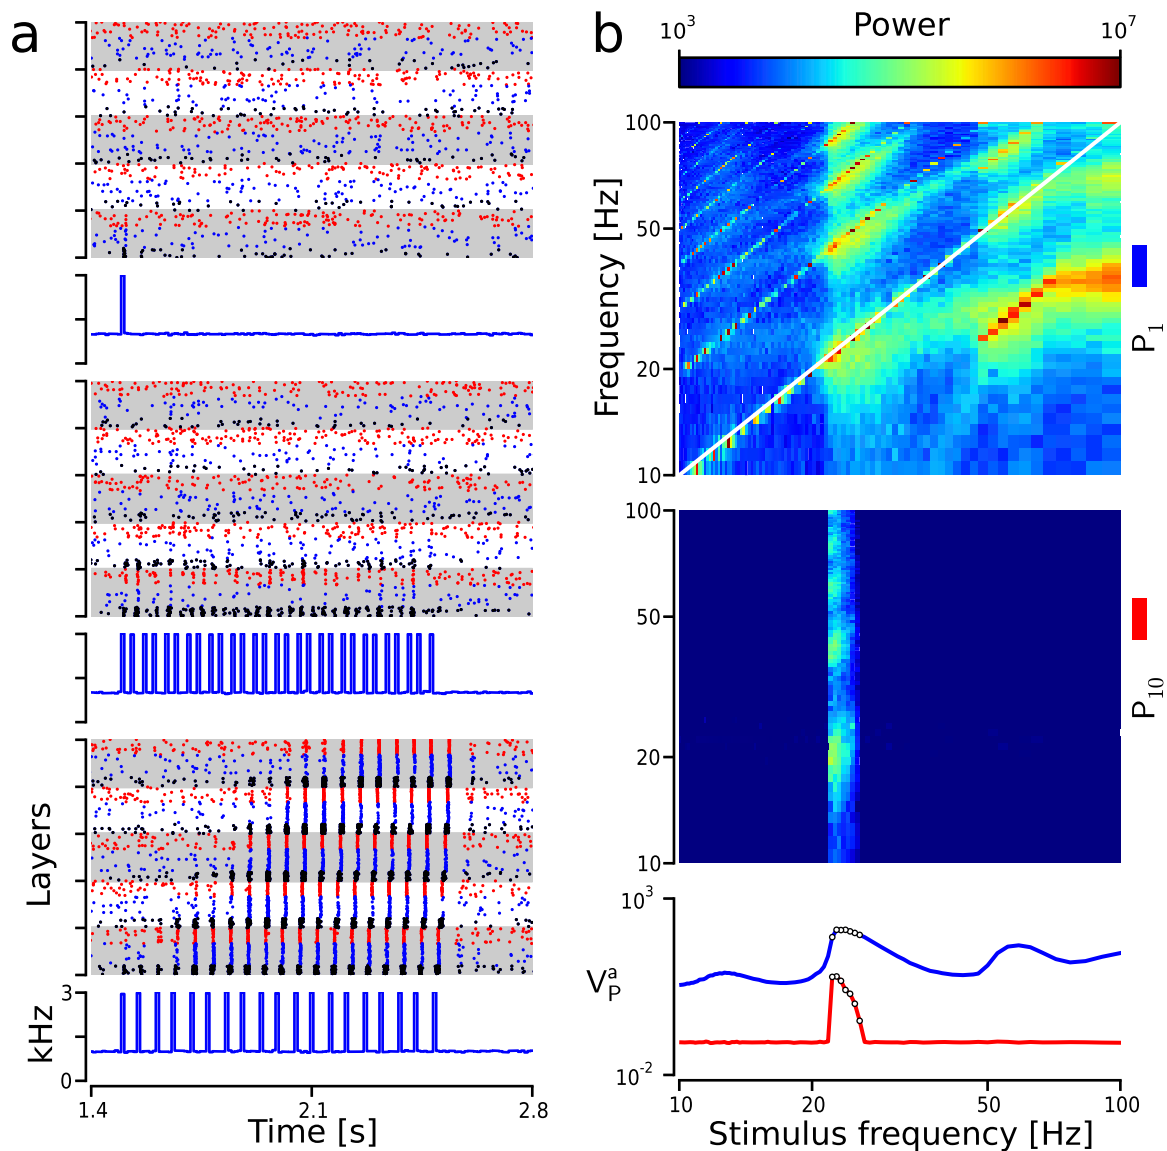 a
Layers
kHz
3
0
1.4
2.1
2.8
Time [s]
b
Power
10³
10⁷
100
50
20
10
Frequency [Hz]
P₁
100
50
20
10
P₁₀
10³
Vₚᵃ
10⁻²
10
20
50
100
Stimulus frequency [Hz]